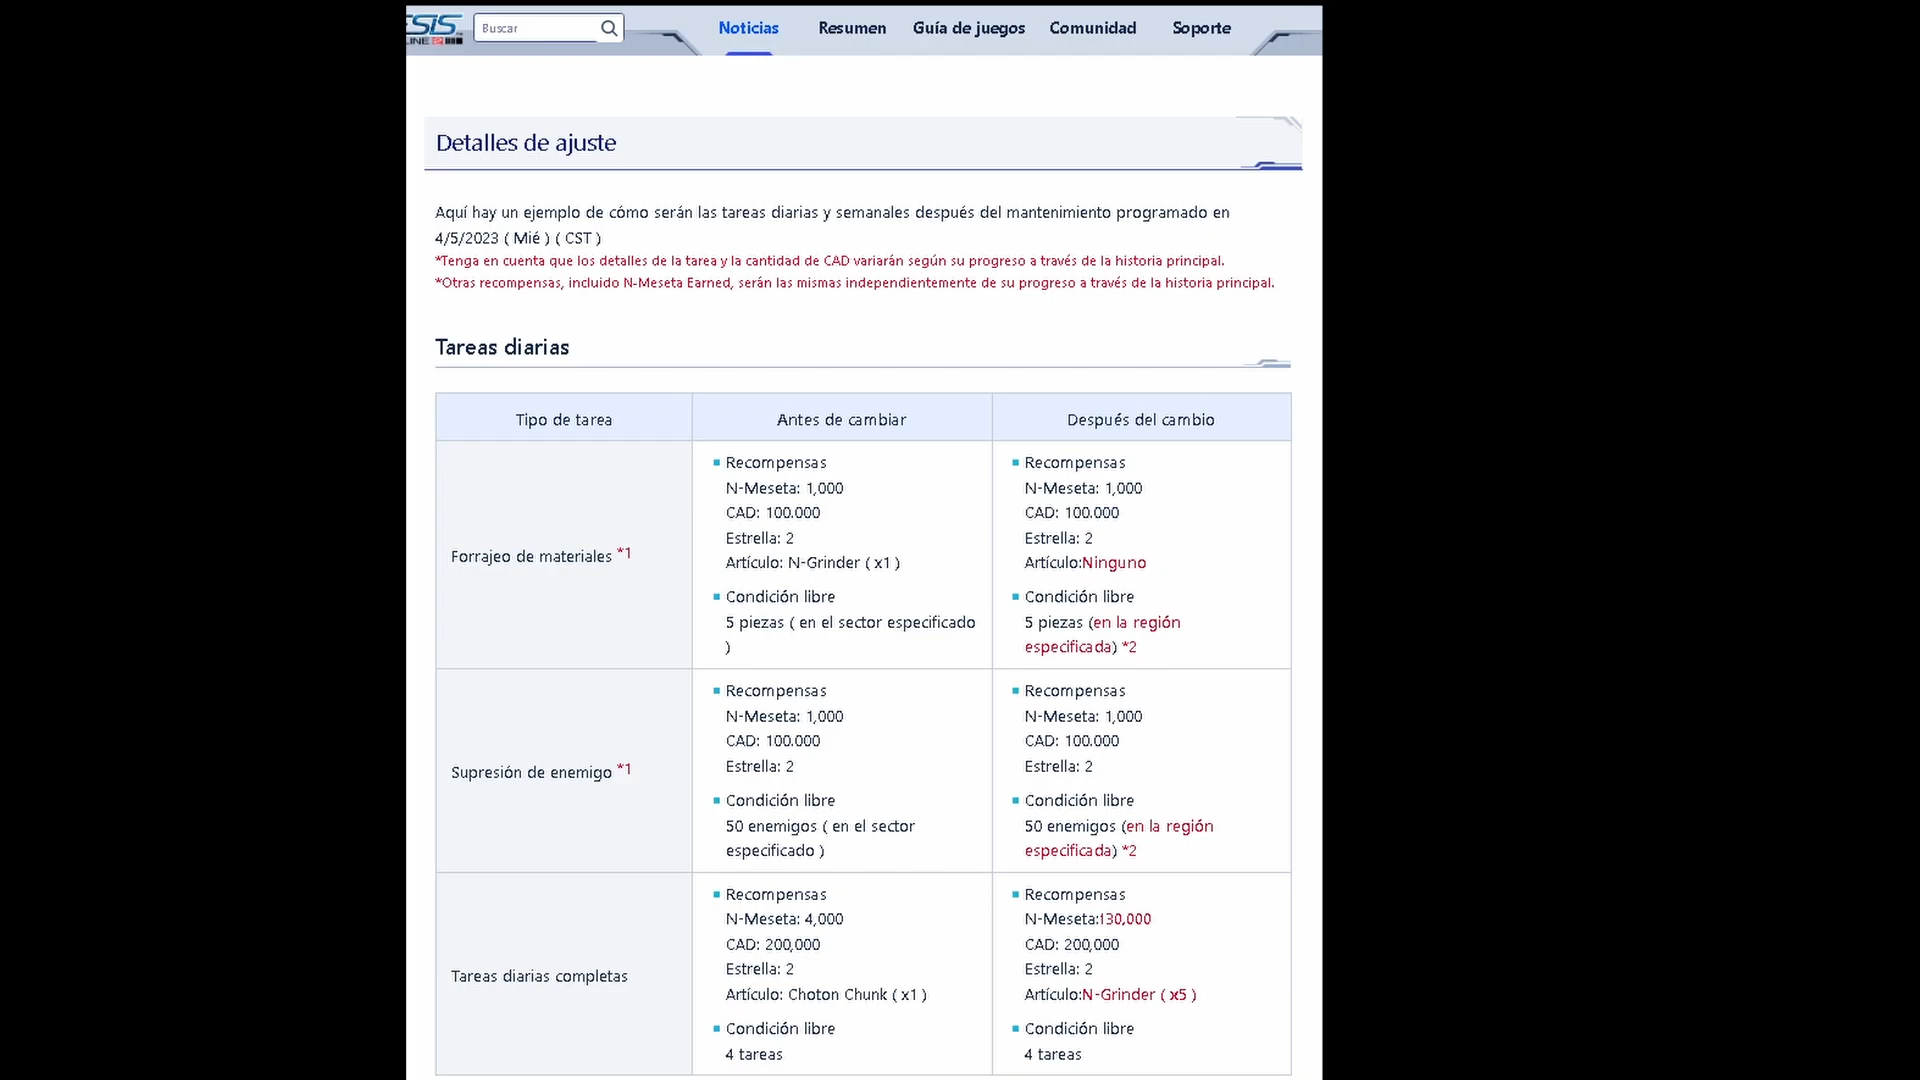 ESIS
LINE
Buscar
Noticias
Resumen
Guía de juegos
Comunidad
Soporte
Detalles de ajuste
Aquí hay un ejemplo de cómo serán las tareas diarias y semanales después del mantenimiento programado en
4/5/2023 ( Mié ) ( CST )
*Tenga en cuenta que los detalles de la tarea y la cantidad de CAD variarán según su progreso a través de la historia principal.
*Otras recompensas, incluido N-Meseta Earned, serán las mismas independientemente de su progreso a través de la historia principal.
Tareas diarias
Tipo de tarea
Antes de cambiar
Después del cambio
Forrajeo de materiales *1
Recompensas
N-Meseta: 1,000
CAD: 100.000
Estrella: 2
Artículo: N-Grinder ( x1 )
Condición libre
5 piezas ( en el sector especificado
)
Recompensas
N-Meseta: 1,000
CAD: 100.000
Estrella: 2
Artículo:Ninguno
Condición libre
5 piezas (en la región
especificada) *2
Supresión de enemigo *1
Recompensas
N-Meseta: 1,000
CAD: 100.000
Estrella: 2
Condición libre
50 enemigos ( en el sector
especificado )
Recompensas
N-Meseta: 1,000
CAD: 100.000
Estrella: 2
Condición libre
50 enemigos (en la región
especificada) *2
Tareas diarias completas
Recompensas
N-Meseta: 4,000
CAD: 200,000
Estrella: 2
Artículo: Choton Chunk ( x1 )
Condición libre
4 tareas
Recompensas
N-Meseta:130,000
CAD: 200,000
Estrella: 2
Artículo:N-Grinder ( x5 )
Condición libre
4 tareas